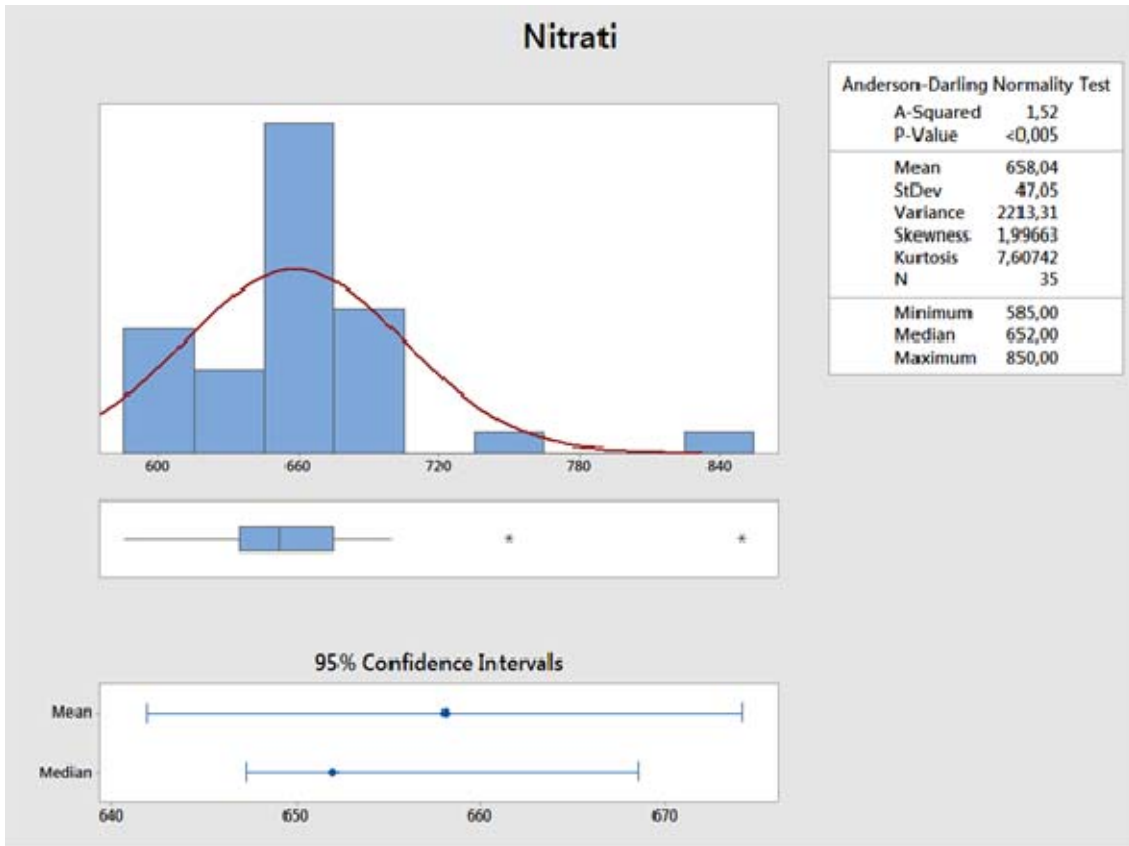 Nitrati
Anderson-Darling Normality Test
A-Squared 1,52
P-Value <0,005
Mean 658,04
StDev 47,05
Variance 2213,31
Skewness 1,99663
Kurtosis 7,60742
N 35
Minimum 585,00
Median 652,00
Maximum 850,00
600 660 720 780 840
* *
95% Confidence Intervals
Mean
Median
640 650 660 670